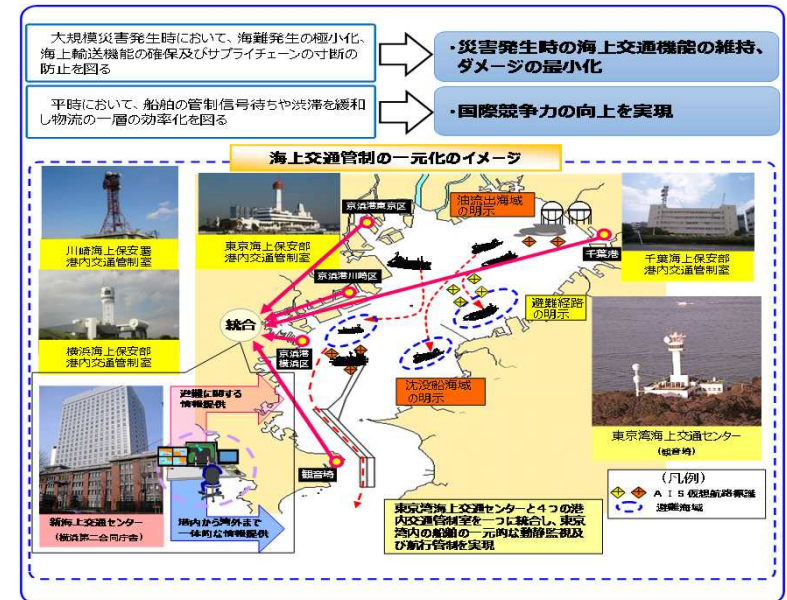 大規模災害発生時において、海難発生の極小化、
海上輸送機能の確保及びサプライチェーンの寸断の
防止を図る
・災害発生時の海上交通機能の維持、
ダメージの最小化
平時において、船舶の管制信号待ちや渋滞を緩和
し物流の一層の効率化を図る
・国際競争力の向上を実現
海上交通管制の一元化のイメージ
川崎海上保安署
港内交通管制室
東京海上保安部
港内交通管制室
京浜港東京区
油流出海域
の明示
千葉港
千葉海上保安部
港内交通管制室
京浜港川崎区
避難経路
の明示
横浜海上保安部
港内交通管制室
統合
京浜港
横浜区
沈没船海域
の明示
東京湾海上交通センター
(観音埼)
避難に関する
情報提供
新海上交通センター
(横浜第二合同庁舎)
港内から湾外まで
一体的な情報提供
観音埼
東京湾海上交通センターと4つの港
内交通管制室を一つに統合し、東京
湾内の船舶の一元的な動静監視及
び航行管制を実現
(凡例)
AIS仮想航路標識
避難海域